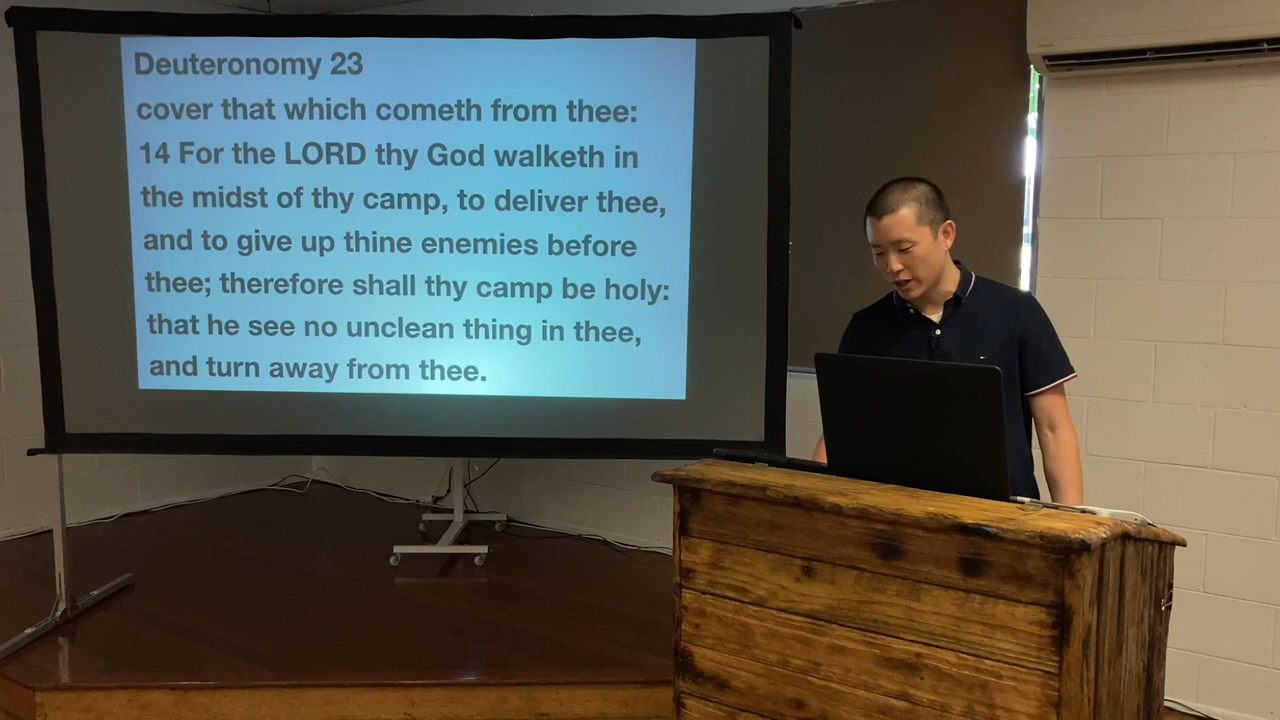 Deuteronomy 23
cover that which cometh from thee:
14 For the LORD thy God walketh in
the midst of thy camp, to deliver thee,
and to give up thine enemies before
thee; therefore shall thy camp be holy:
that he see no unclean thing in thee,
and turn away from thee.